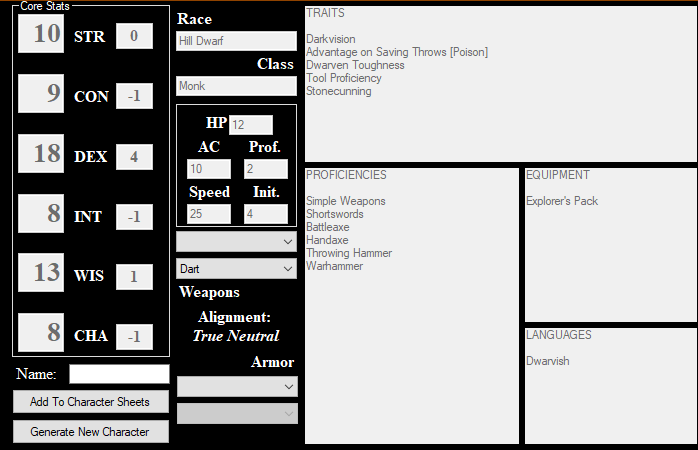 Core Stats
10 STR 0
9 CON -1
18 DEX 4
8 INT -1
13 WIS 1
8 CHA -1
Name:
Add To Character Sheets
Generate New Character
Race
Hill Dwarf
Class
Monk
HP 12
AC Prof.
10 2
Speed Init.
25 4
Dart
Weapons
Alignment:
True Neutral
Armor
TRAITS
Darkvision
Advantage on Saving Throws [Poison]
Dwarven Toughness
Tool Proficiency
Stonecunning
PROFICIENCIES
Simple Weapons
Shortswords
Battleaxe
Handaxe
Throwing Hammer
Warhammer
EQUIPMENT
Explorer's Pack
LANGUAGES
Dwarvish